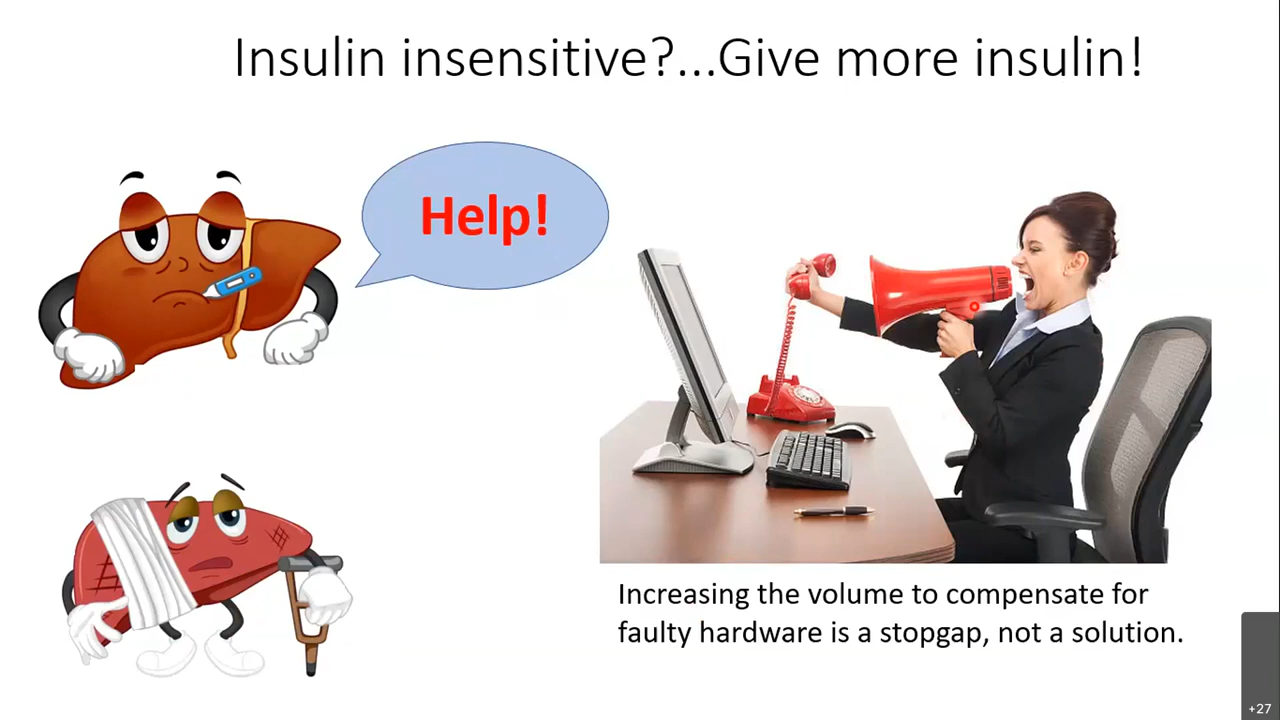 Insulin insensitive?...Give more insulin!
Help!
Increasing the volume to compensate for
faulty hardware is a stopgap, not a solution.
+27